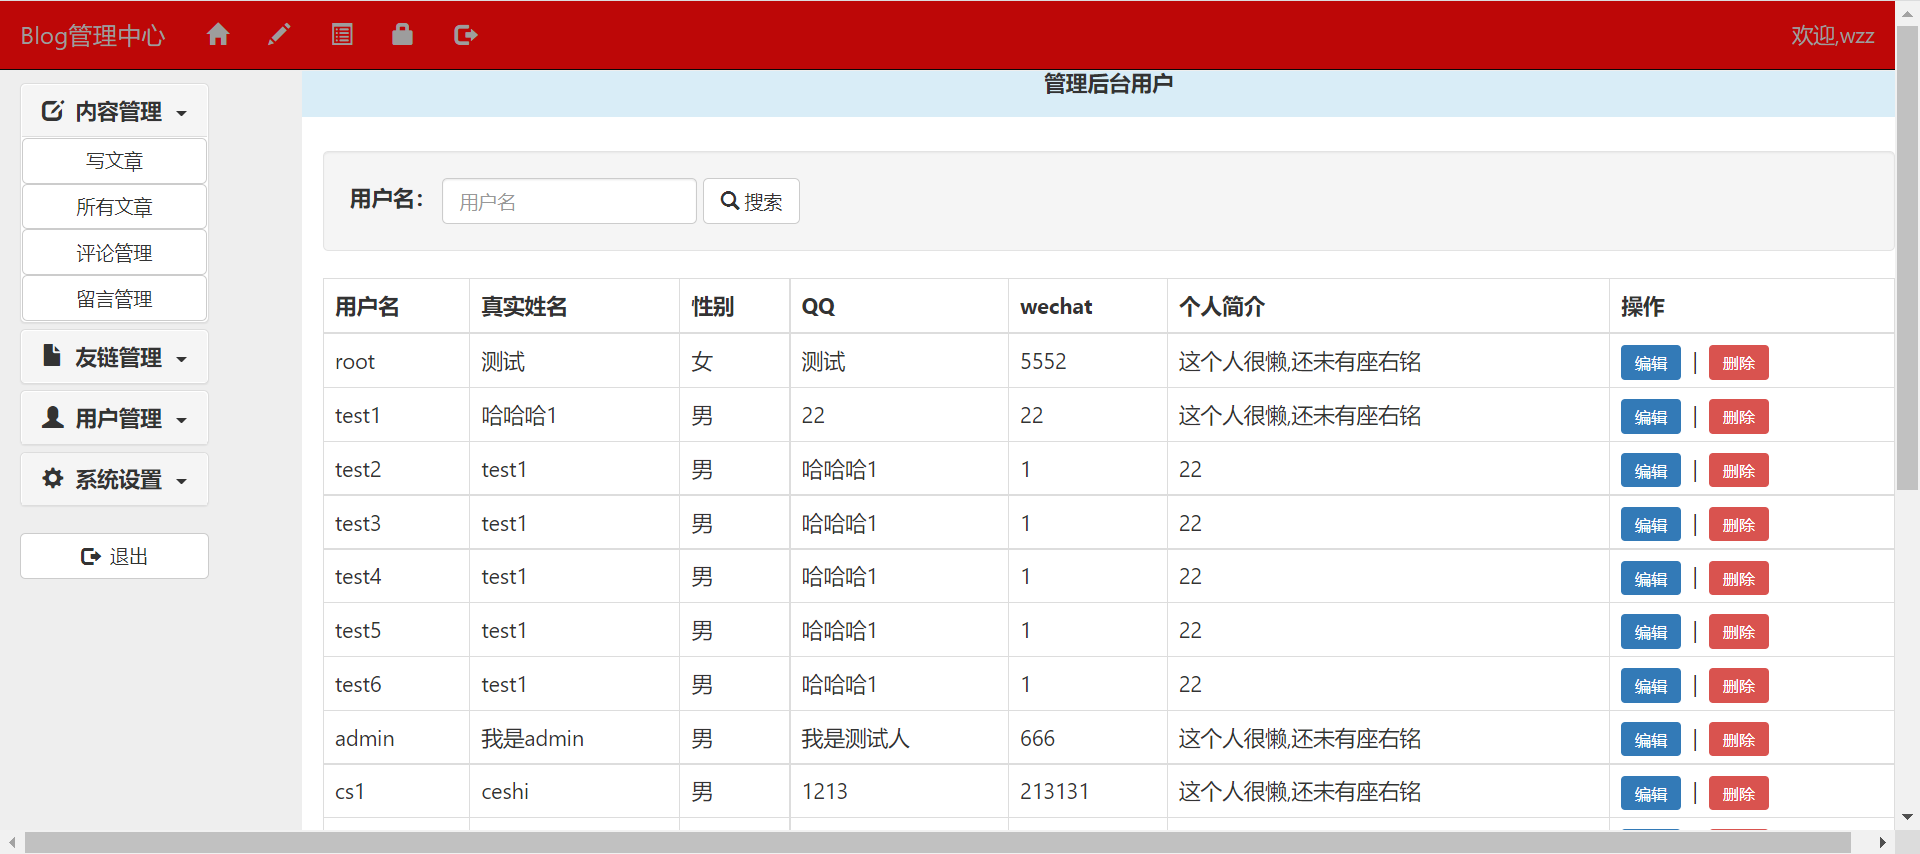 Blog管理中心 欢迎,wzz
内容管理
写文章
所有文章
评论管理
留言管理
友链管理
用户管理
系统设置
退出
管理后台用户
用户名： 用户名 搜索
用户名 真实姓名 性别 QQ wechat 个人简介 操作
root 测试 女 测试 5552 这个人很懒,还未有座右铭 编辑 | 删除
test1 哈哈哈1 男 22 22 这个人很懒,还未有座右铭 编辑 | 删除
test2 test1 男 哈哈哈1 1 22 编辑 | 删除
test3 test1 男 哈哈哈1 1 22 编辑 | 删除
test4 test1 男 哈哈哈1 1 22 编辑 | 删除
test5 test1 男 哈哈哈1 1 22 编辑 | 删除
test6 test1 男 哈哈哈1 1 22 编辑 | 删除
admin 我是admin 男 我是测试人 666 这个人很懒,还未有座右铭 编辑 | 删除
cs1 ceshi 男 1213 213131 这个人很懒,还未有座右铭 编辑 | 删除